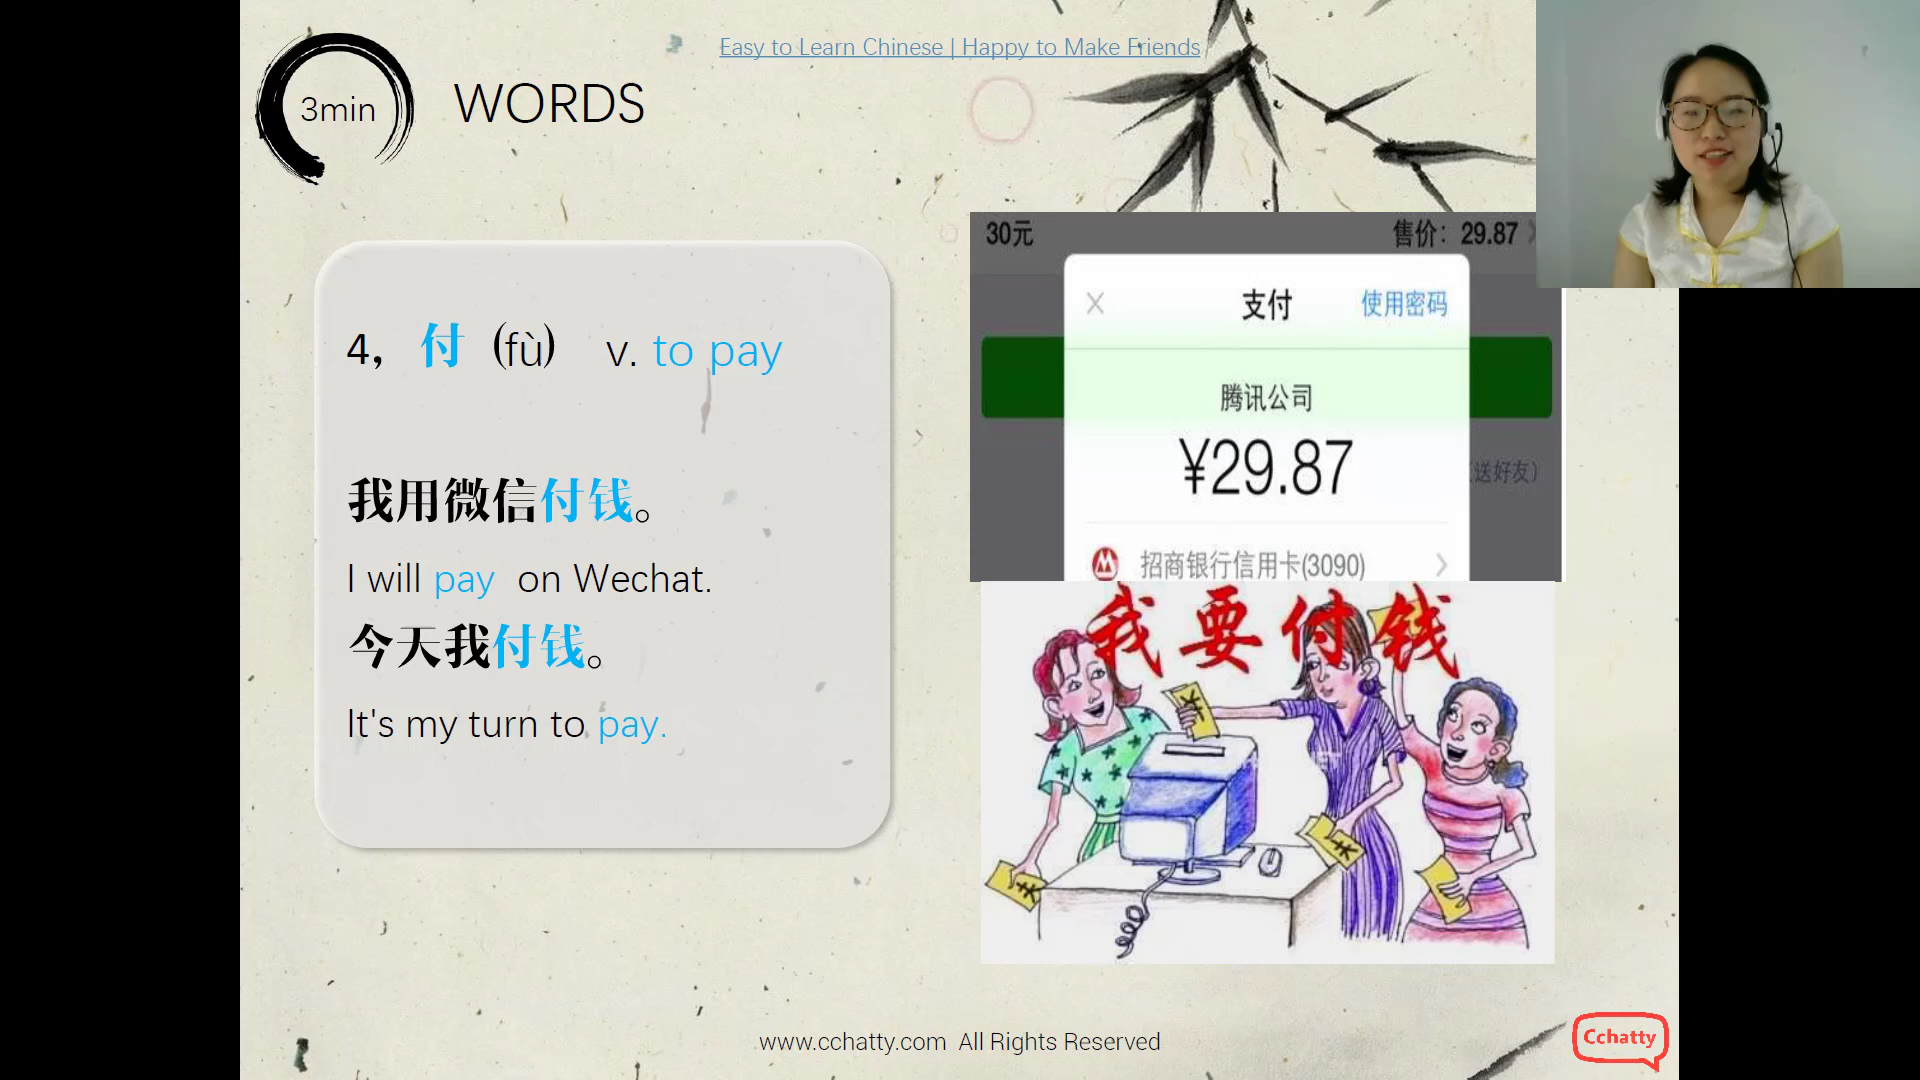 Easy to Learn Chinese | Happy to Make Friends
3min
WORDS
4, 付 (fù) v. to pay
我用微信付钱。
I will pay on Wechat.
今天我付钱。
It's my turn to pay.
30元 售价: 29.87
支付 使用密码
腾讯公司
¥29.87
送好友)
招商银行信用卡(3090)
我要付钱
www.cchatty.com All Rights Reserved
Cchatty